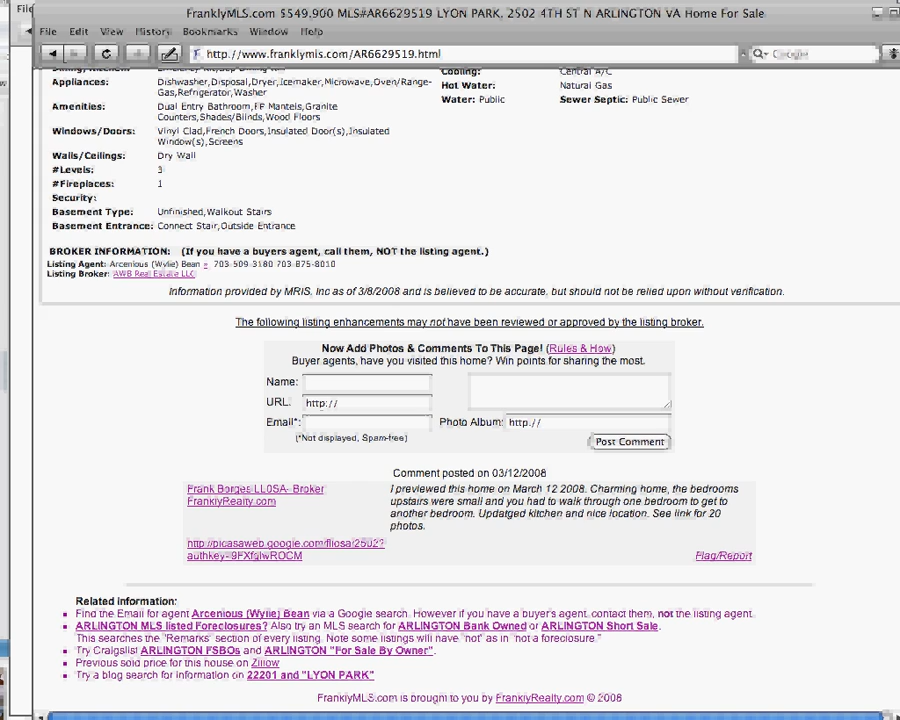 File
FranklyMLS.com $549,900 MLS#AR6629519 LYON PARK, 2502 4TH ST N ARLINGTON VA Home For Sale
File Edit View History Bookmarks Window Help
http://www.franklymls.com/AR6629519.html
Google
Cooling: Central A/C
Appliances: Dishwasher,Disposal,Dryer,Icemaker,Microwave,Oven/Range-
Gas,Refrigerator,Washer
Hot Water: Natural Gas
Water: Public Sewer Septic: Public Sewer
Amenities: Dual Entry Bathroom,FP Mantels,Granite
Counters,Shades/Blinds,Wood Floors
Windows/Doors: Vinyl Clad,French Doors,Insulated Door(s),Insulated
Window(s),Screens
Walls/Ceilings: Dry Wall
#Levels: 3
#Fireplaces: 1
Security:
Basement Type: Unfinished,Walkout Stairs
Basement Entrance: Connect Stair,Outside Entrance
BROKER INFORMATION: (If you have a buyers agent, call them, NOT the listing agent.)
Listing Agent: Arcenious (Wylie) Bean » 703-509-3180 703-875-8010
Listing Broker: AWB Real Estate LLC
Information provided by MRIS, Inc as of 3/8/2008 and is believed to be accurate, but should not be relied upon without verification.
The following listing enhancements may not have been reviewed or approved by the listing broker.
Now Add Photos & Comments To This Page! (Rules & How)
Buyer agents, have you visited this home? Win points for sharing the most.
Name:
URL: http://
Email*: Photo Album: http://
(*Not displayed, Spam-free) Post Comment
Comment posted on 03/12/2008
Frank Borges LL0SA- Broker
FranklyRealty.com
I previewed this home on March 12 2008. Charming home, the bedrooms
upstairs were small and you had to walk through one bedroom to get to
another bedroom. Updatged kitchen and nice location. See link for 20
photos.
http://picasaweb.google.com/fllosa/2502?
authkey=9FXfglwROCM
Flag/Report
Related information:
Find the Email for agent Arcenious (Wylie) Bean via a Google search. However if you have a buyer's agent, contact them, not the listing agent.
ARLINGTON MLS listed Foreclosures? Also try an MLS search for ARLINGTON Bank Owned or ARLINGTON Short Sale.
This searches the "Remarks" section of every listing. Note some listings will have "not" as in "not a foreclosure."
Try Craigslist ARLINGTON FSBOs and ARLINGTON "For Sale By Owner".
Previous sold price for this house on Zillow
Try a blog search for information on 22201 and "LYON PARK"
FranklyMLS.com is brought to you by FranklyRealty.com © 2008